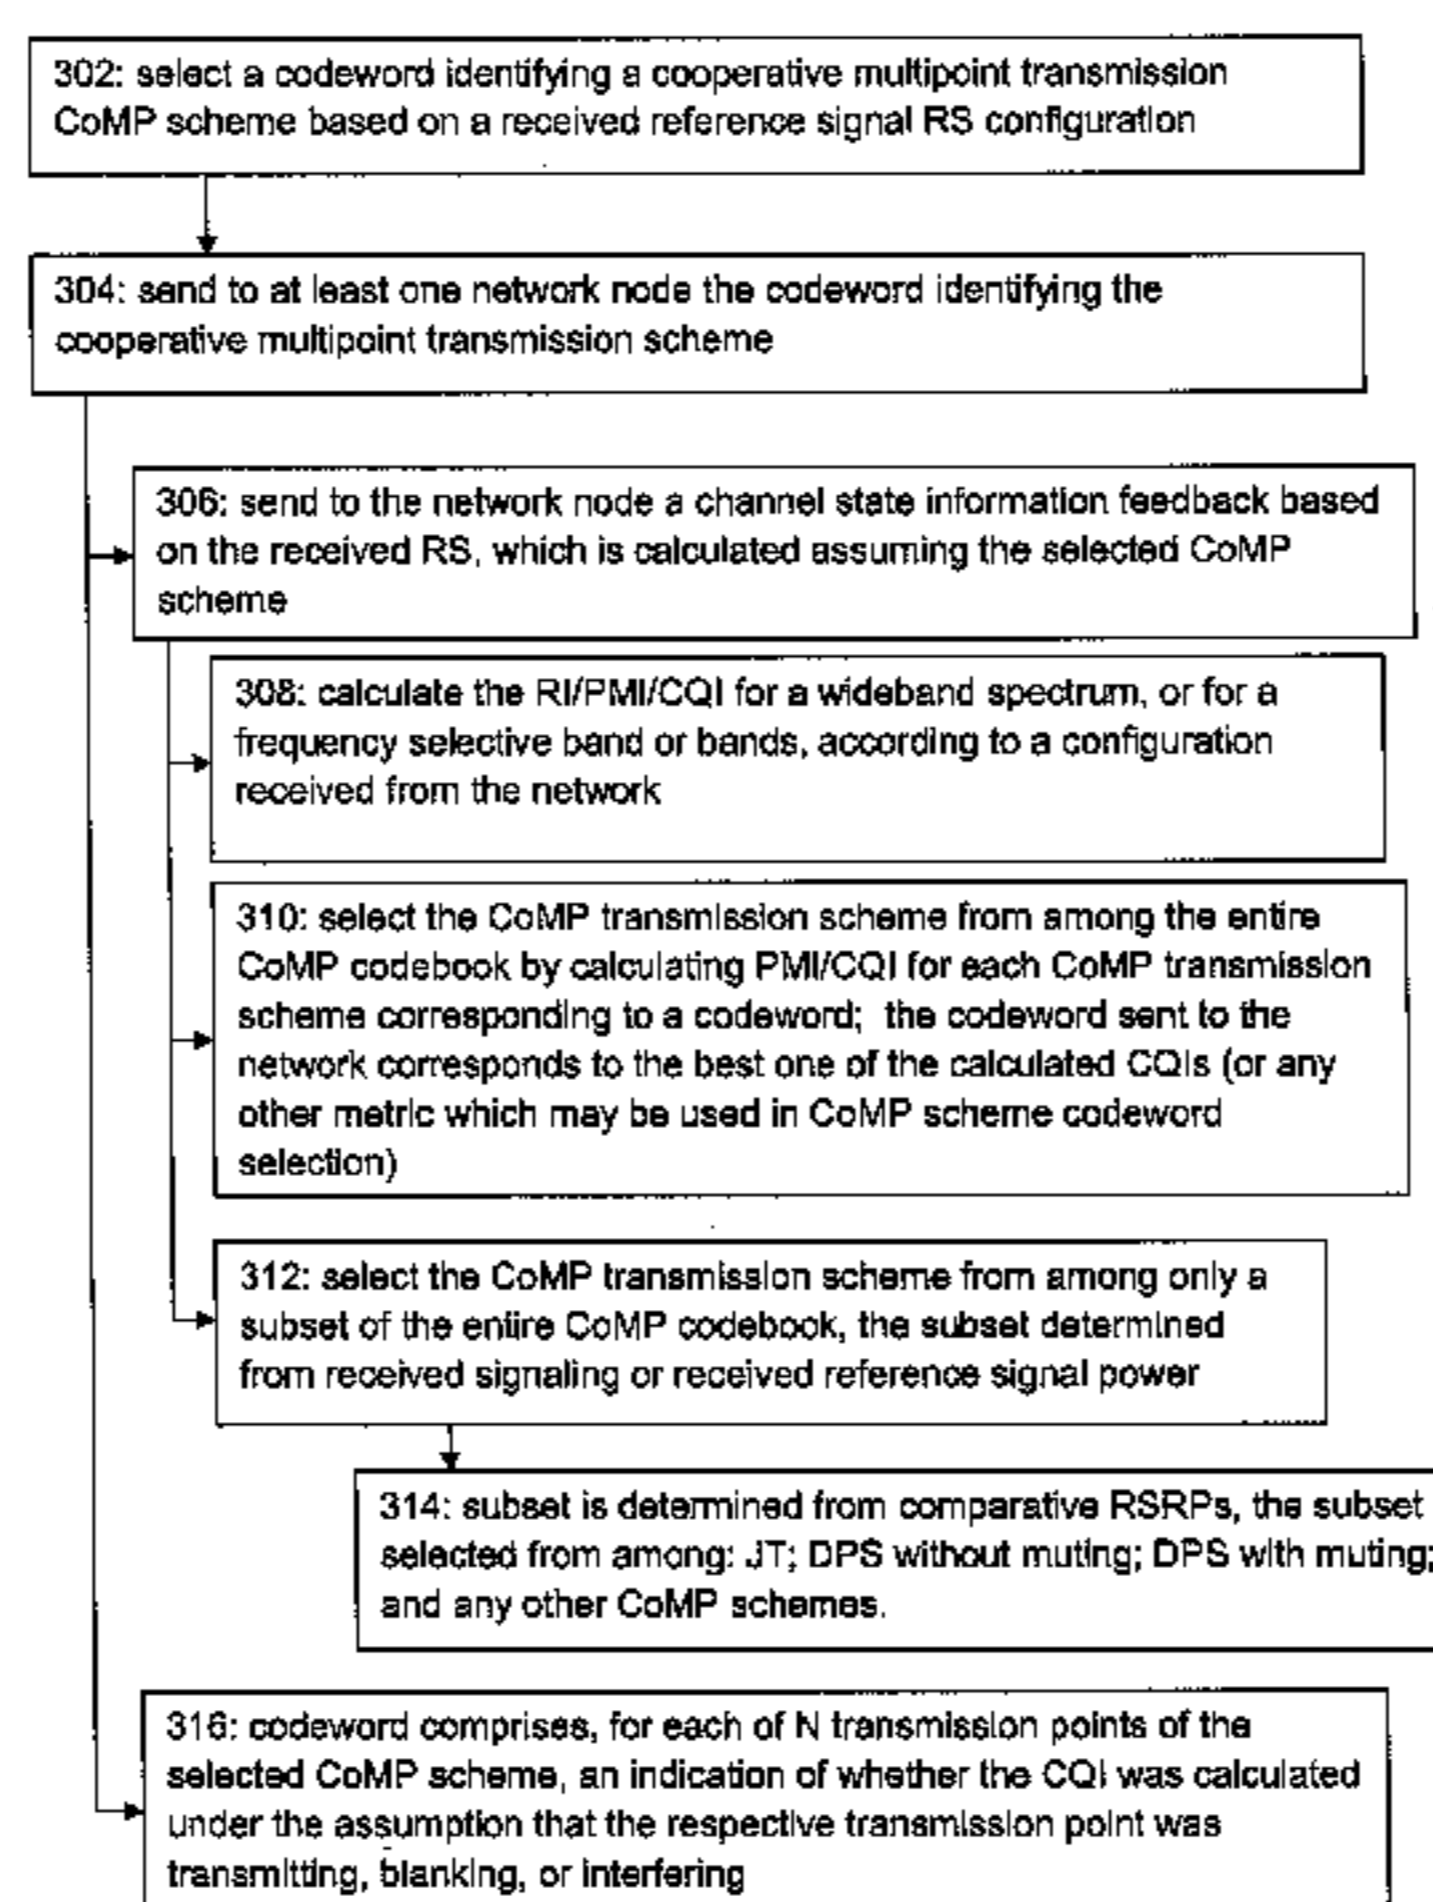 302: select a codeword identifying a cooperative multipoint transmission
CoMP scheme based on a received reference signal RS configuration
304: send to at least one network node the codeword identifying the
cooperative multipoint transmission scheme
306: send to the network node a channel state information feedback based
on the received RS, which is calculated assuming the selected CoMP
scheme
308: calculate the RI/PMI/CQI for a wideband spectrum, or for a
frequency selective band or bands, according to a configuration
received from the network
310: select the CoMP transmission scheme from among the entire
CoMP codebook by calculating PMI/CQI for each CoMP transmission
scheme corresponding to a codeword; the codeword sent to the
network corresponds to the best one of the calculated CQIs (or any
other metric which may be used in CoMP scheme codeword
selection)
312: select the CoMP transmission scheme from among only a
subset of the entire CoMP codebook, the subset determined
from received signaling or received reference signal power
314: subset is determined from comparative RSRPs, the subset
selected from among: JT; DPS without muting; DPS with muting;
and any other CoMP schemes.
316: codeword comprises, for each of N transmission points of the
selected CoMP scheme, an indication of whether the CQI was calculated
under the assumption that the respective transmission point was
transmitting, blanking, or interfering